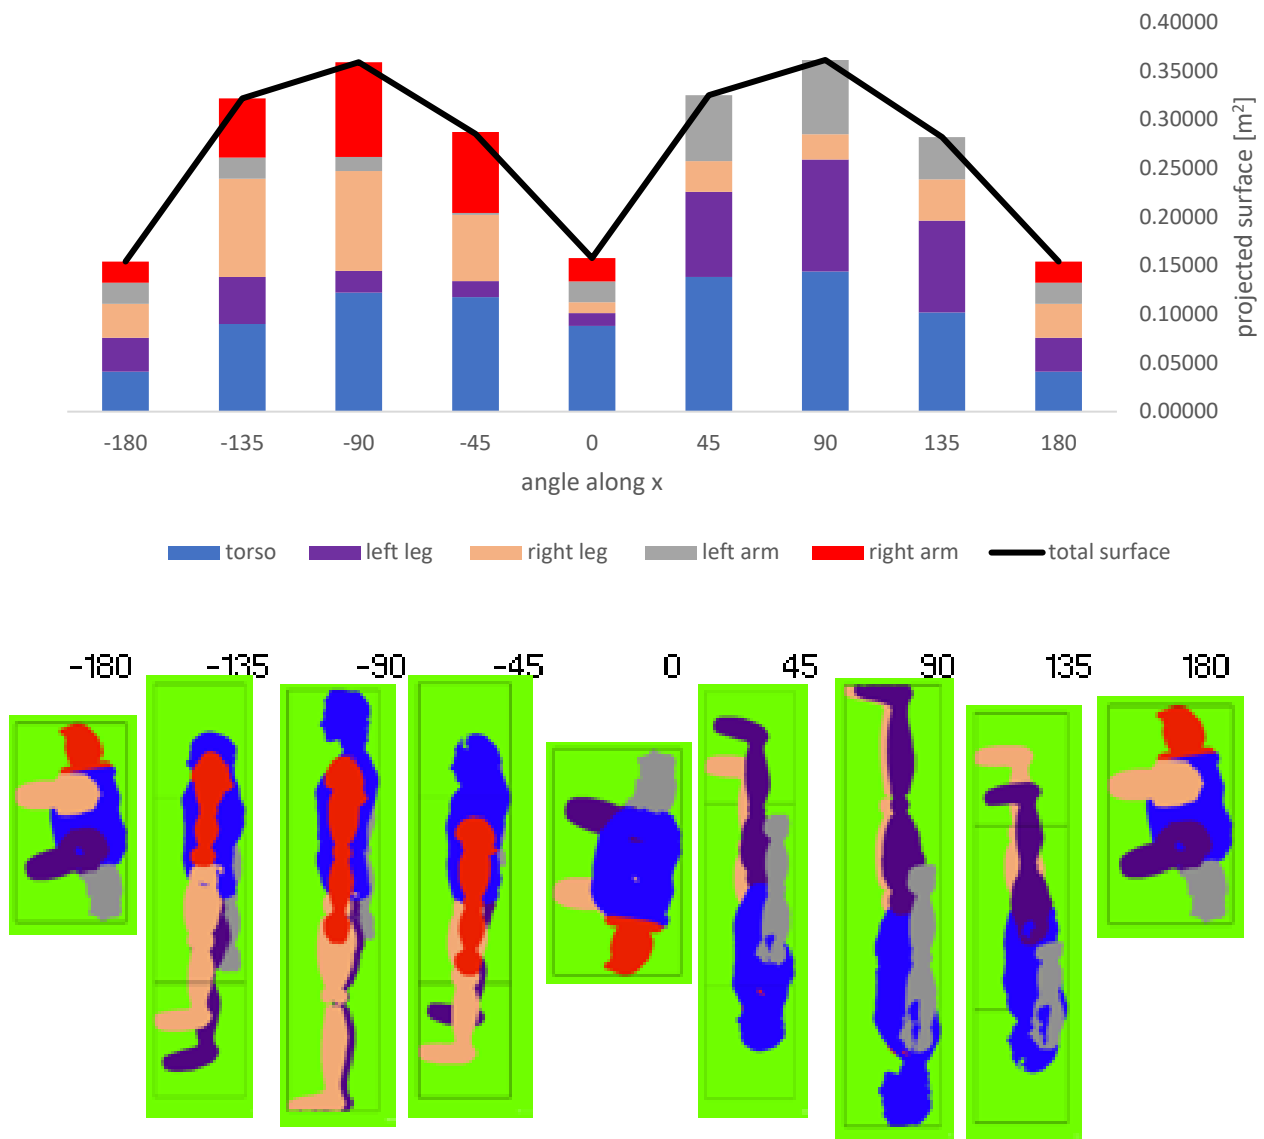 0.40000
0.35000
0.30000
0.25000
0.20000
0.15000
0.10000
0.05000
0.00000
projected surface [m²]
-180 -135 -90 -45 0 45 90 135 180
angle along x
torso left leg right leg left arm right arm total surface
-180 -135 -90 -45 0 45 90 135 180